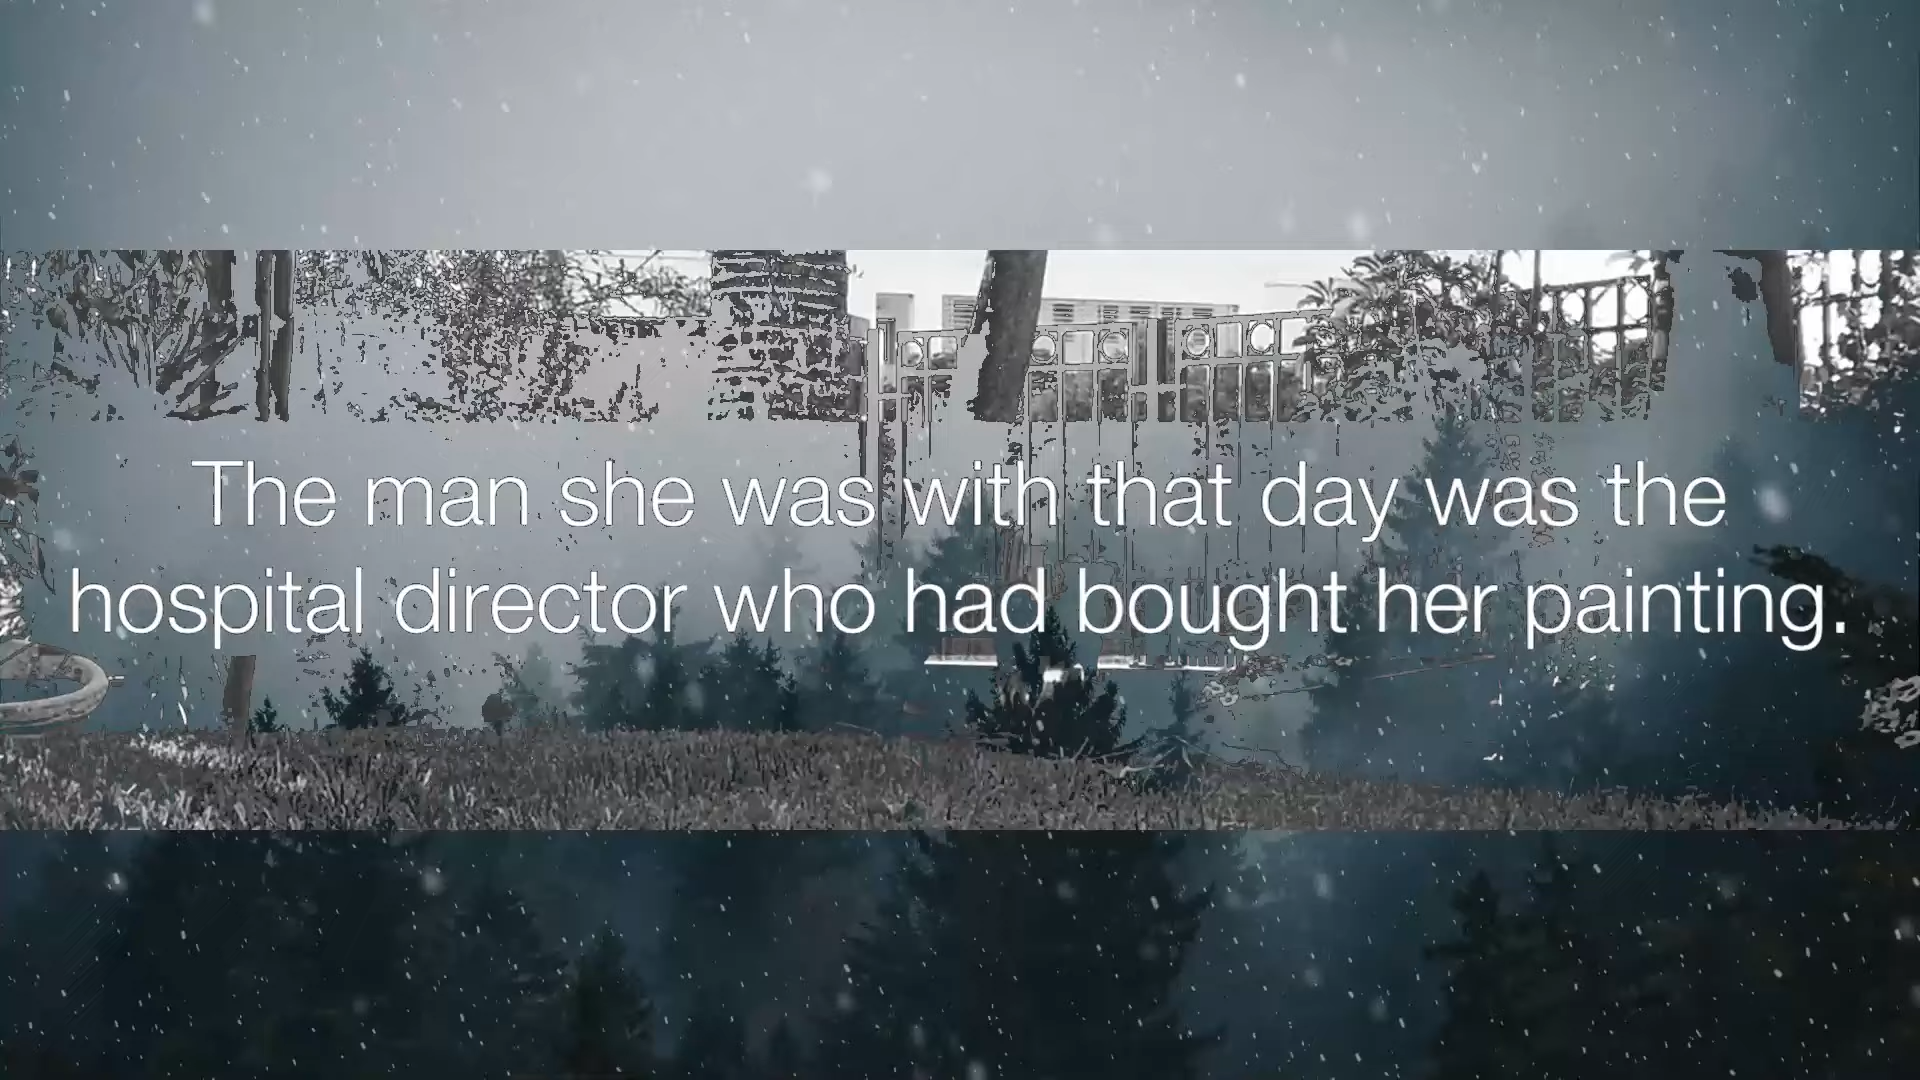 The man she was with that day was the
hospital director who had bought her painting.